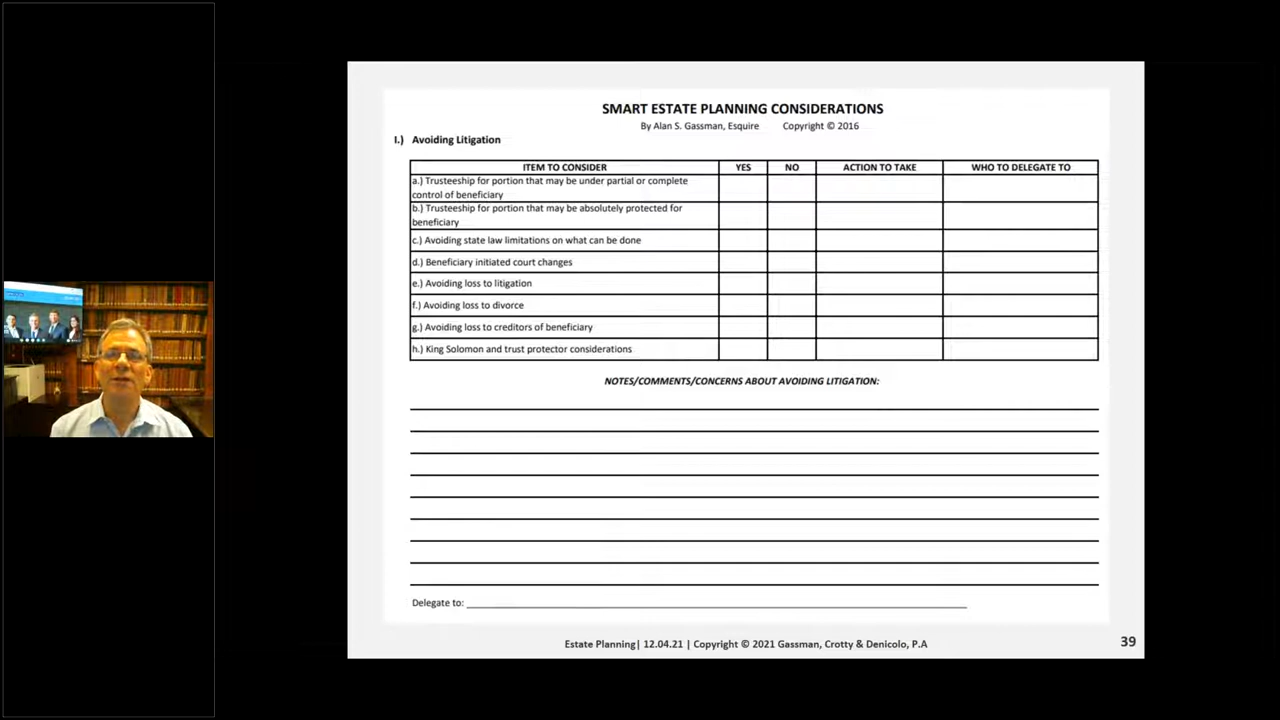 SMART ESTATE PLANNING CONSIDERATIONS
By Alan S. Gassman, Esquire Copyright © 2016
I.) Avoiding Litigation
ITEM TO CONSIDER YES NO ACTION TO TAKE WHO TO DELEGATE TO
a.) Trusteeship for portion that may be under partial or complete
control of beneficiary
b.) Trusteeship for portion that may be absolutely protected for
beneficiary
c.) Avoiding state law limitations on what can be done
d.) Beneficiary initiated court changes
e.) Avoiding loss to litigation
f.) Avoiding loss to divorce
g.) Avoiding loss to creditors of beneficiary
h.) King Solomon and trust protector considerations
NOTES/COMMENTS/CONCERNS ABOUT AVOIDING LITIGATION:
Delegate to:
Estate Planning| 12.04.21 | Copyright © 2021 Gassman, Crotty & Denicolo, P.A
39